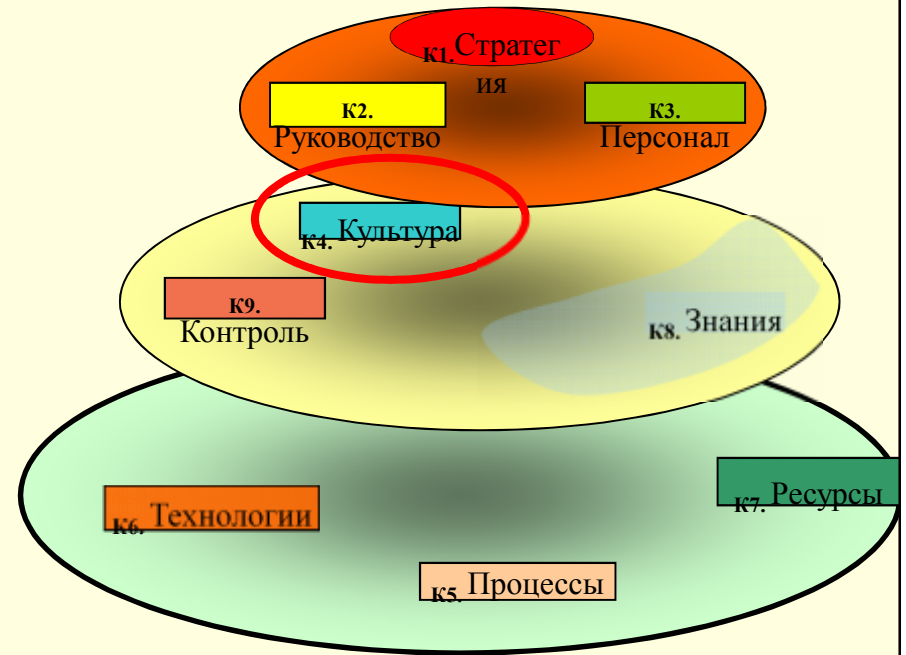 К1. Стратег
ия
К2.
Руководство
К3.
Персонал
К4. Культура
К9.
Контроль
К8. Знания
К7. Ресурсы
К6. Технологии
К5. Процессы